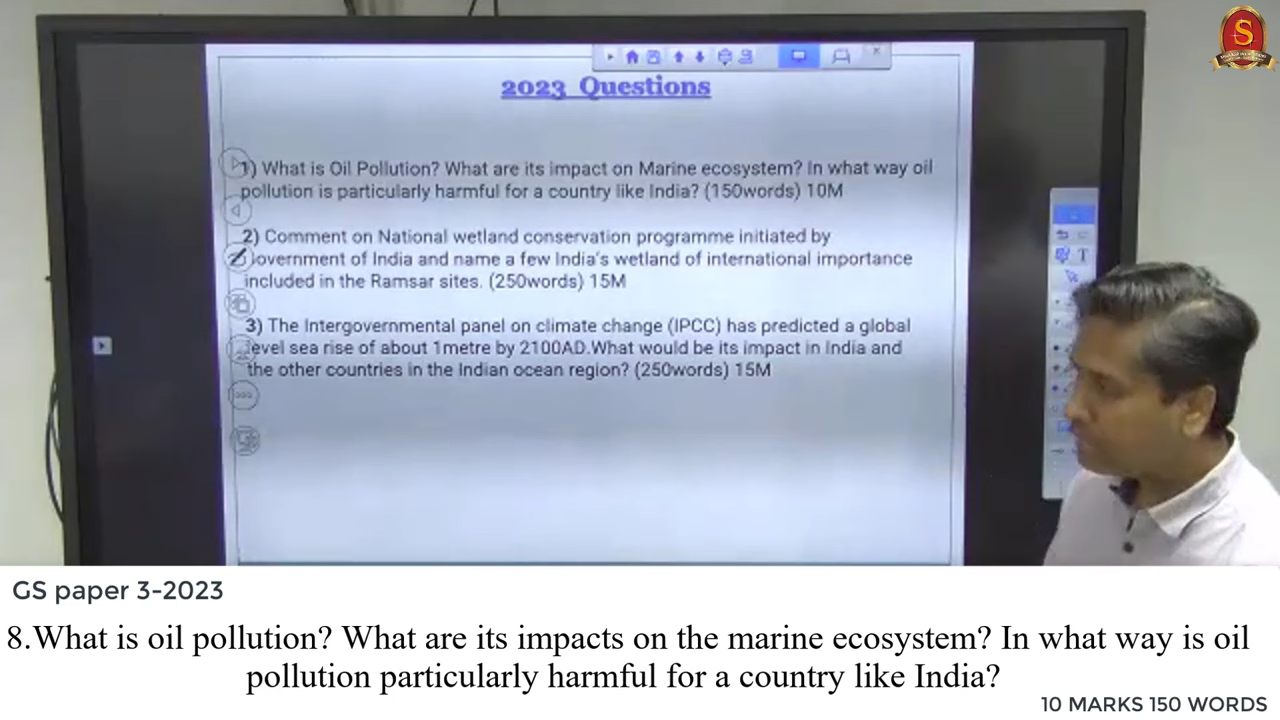 2023 Questions
1) What is Oil Pollution? What are its impact on Marine ecosystem? In what way oil
pollution is particularly harmful for a country like India? (150words) 10M
2) Comment on National wetland conservation programme initiated by
overnment of India and name a few India's wetland of international importance
included in the Ramsar sites. (250words) 15M
3) The Intergovernmental panel on climate change (IPCC) has predicted a global
level sea rise of about 1metre by 2100AD.What would be its impact in India and
the other countries in the Indian ocean region? (250words) 15M
S
T
GS paper 3-2023
8.What is oil pollution? What are its impacts on the marine ecosystem? In what way is oil
pollution particularly harmful for a country like India?
10 MARKS 150 WORDS